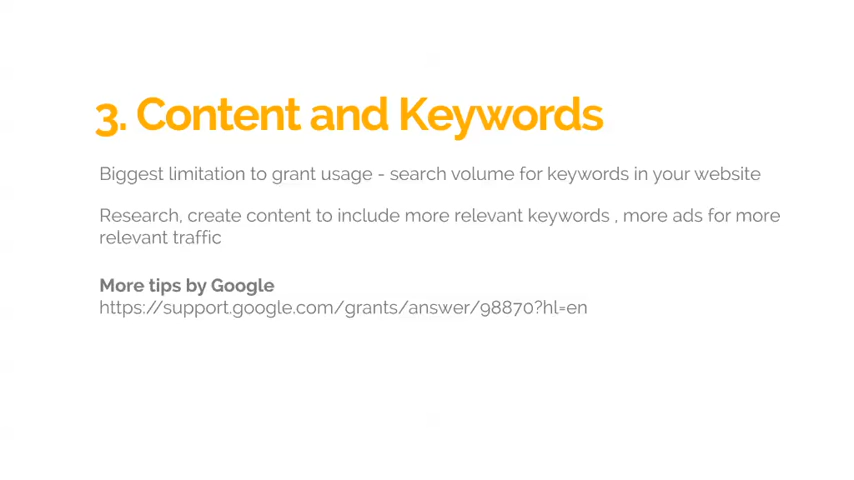 3. Content and Keywords
Biggest limitation to grant usage - search volume for keywords in your website
Research, create content to include more relevant keywords , more ads for more
relevant traffic
More tips by Google
https://support.google.com/grants/answer/98870?hl=en